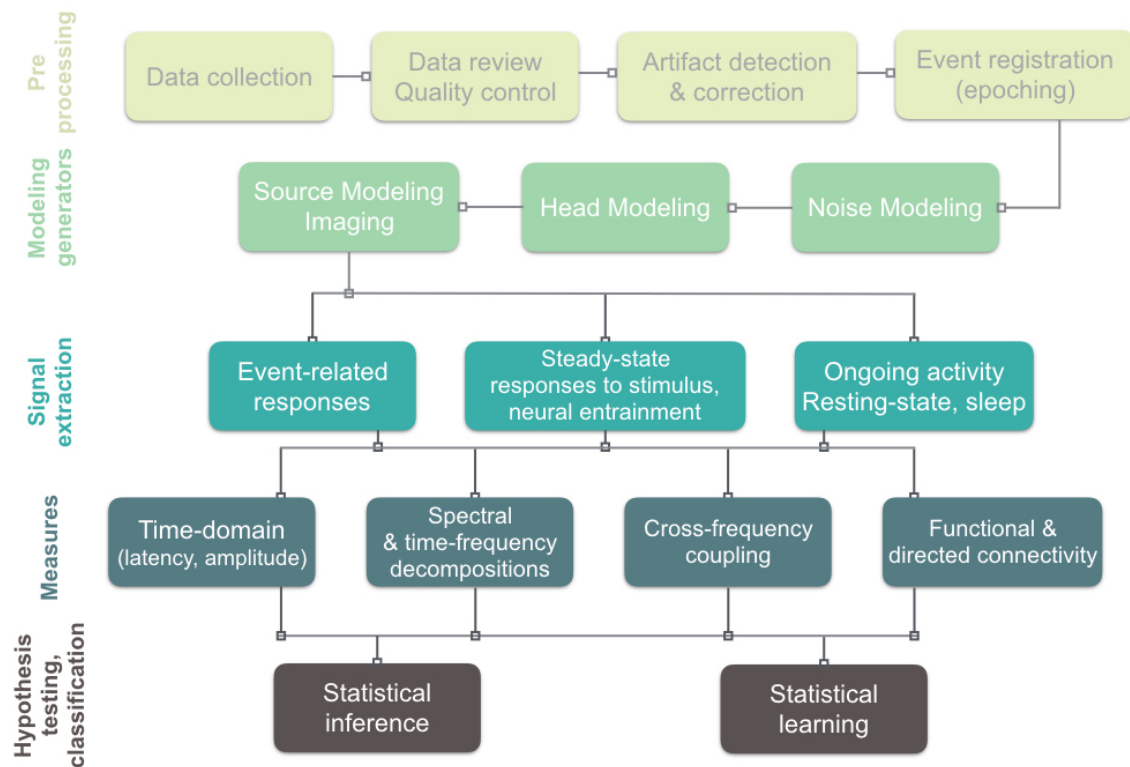 Pre
processing
Data collection
Data review
Quality control
Artifact detection
& correction
Event registration
(epoching)
Modeling
generators
Source Modeling
Imaging
Head Modeling
Noise Modeling
Signal
extraction
Event-related
responses
Steady-state
responses to stimulus,
neural entrainment
Ongoing activity
Resting-state, sleep
Measures
Time-domain
(latency, amplitude)
Spectral
& time-frequency
decompositions
Cross-frequency
coupling
Functional &
directed connectivity
Hypothesis
testing,
classification
Statistical
inference
Statistical
learning